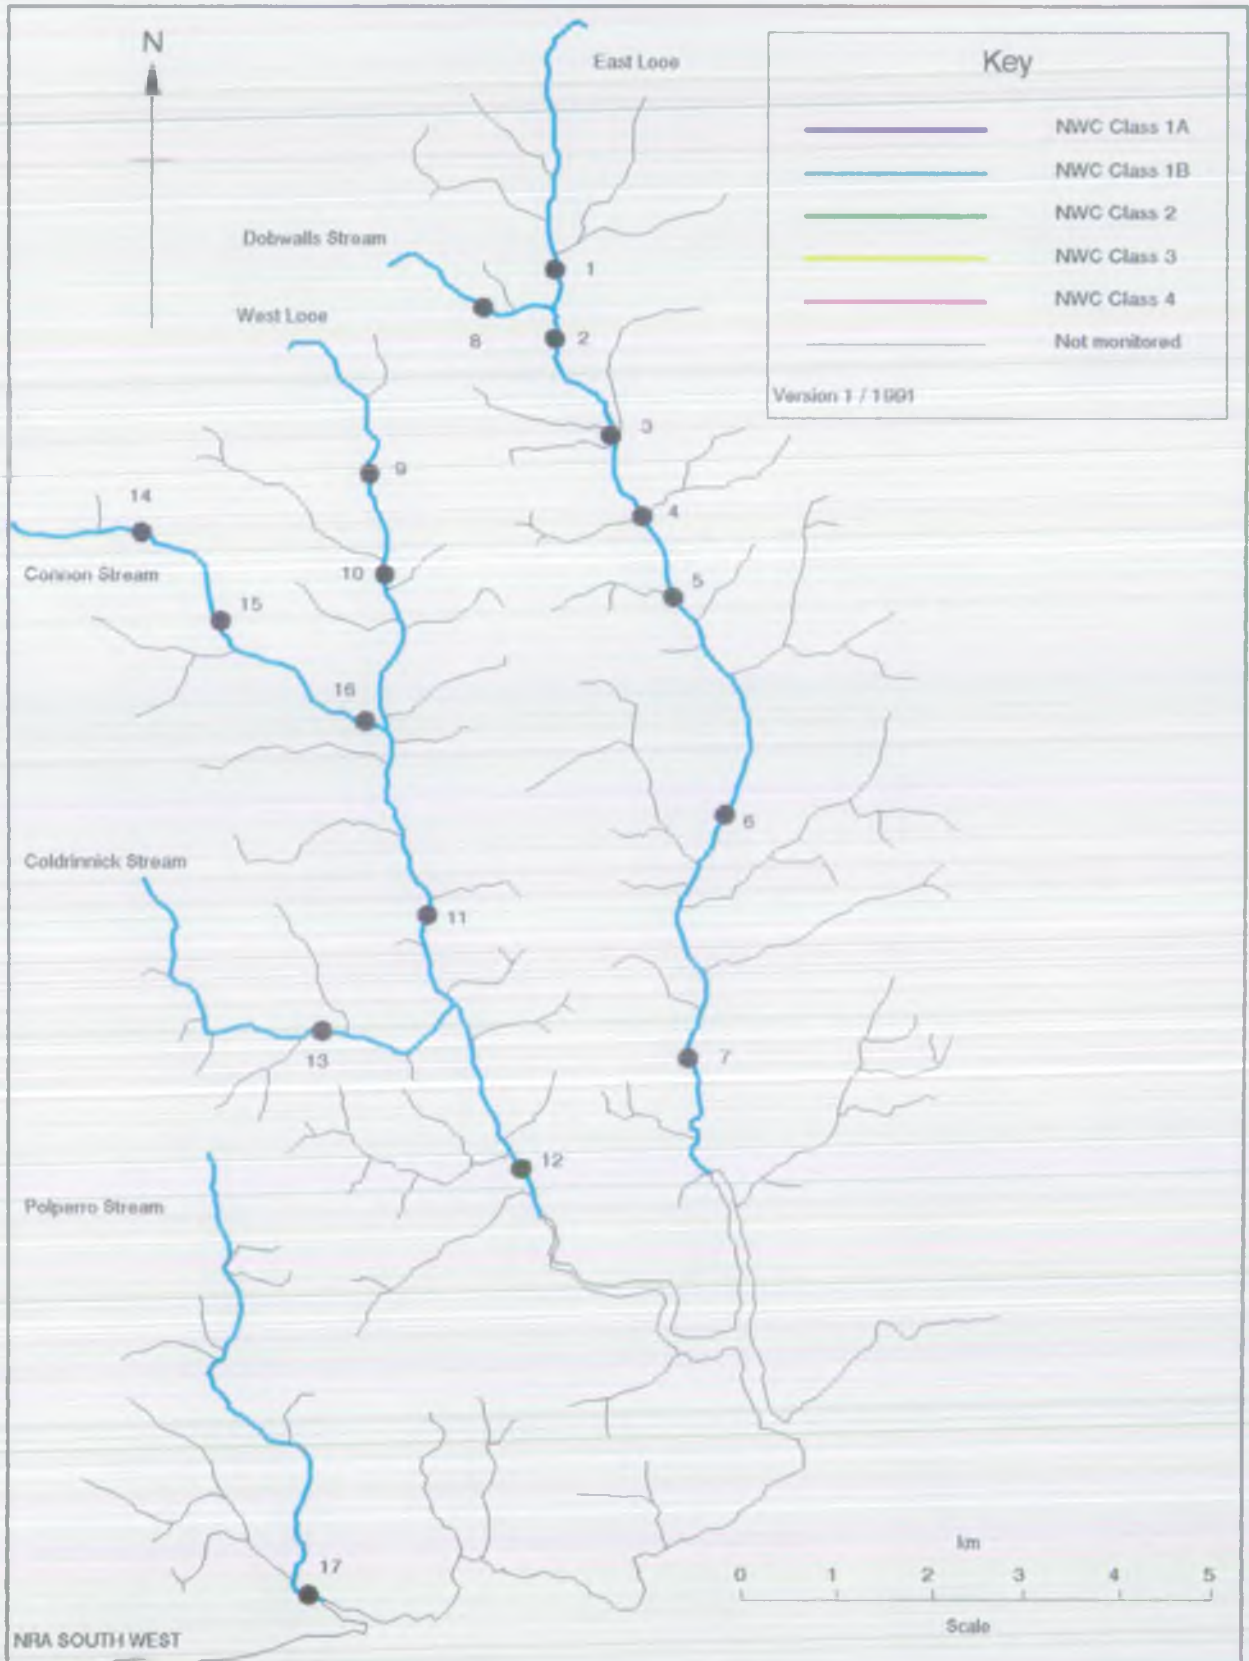 N
East Looe
Key
NWC Class 1A
NWC Class 1B
NWC Class 2
NWC Class 3
NWC Class 4
Not monitored
Version 1 / 1991
Dobwalls Stream
1
West Looe
8
2
3
9
14
4
Connon Stream
10
5
15
16
6
Coldrinnick Stream
11
13
7
12
Polperro Stream
17
km
0 1 2 3 4 5
Scale
NRA SOUTH WEST